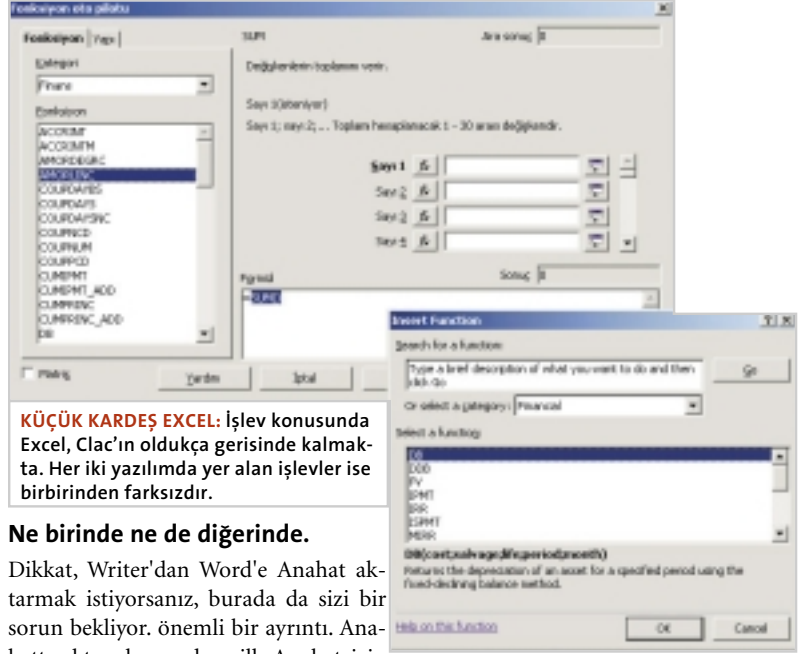 Fonksiyon oto pilotu
Fonksiyon Yapı
SUM
Ara sonuç 0
Kategori
Değişkenlerin toplamını verir.
Finans
Fonksiyon
Sayı 1(isteniyor)
Sayı 1; sayı 2; ... Toplam hesaplanacak 1 - 30 arası değişkendir.
ACCRINT
ACCRINTM
AMORDEGRC
AMORLINC
COUPDAYBS
COUPDAYS
COUPDAYSNC
COUPNCD
COUPNUM
COUPPCD
CUMIPMT
CUMIPMT_ADD
CUMPRINC
CUMPRINC_ADD
DB
Sayı 1
Sayı 2
Sayı 3
Sayı 4
Formül
Sonuç 0
=SUM()
Matriş
Yardım
İptal
Insert Function
Search for a function:
Type a brief description of what you want to do and then
click Go
Go
Or select a category: Financial
Select a function:
DB
DDB
FV
IPMT
IRR
ISPMT
MIRR
DB(cost;salvage;life;period;month)
Returns the depreciation of an asset for a specified period using the
fixed-declining balance method.
Help on this function
OK
Cancel
KÜÇÜK KARDEŞ EXCEL: İşlev konusunda
Excel, Clac'ın oldukça gerisinde kalmak-
ta. Her iki yazılımda yer alan işlevler ise
birbirinden farksızdır.
Ne birinde ne de diğerinde.
Dikkat, Writer'dan Word'e Anahat ak-
tarmak istiyorsanız, burada da sizi bir
sorun bekliyor. önemli bir ayrıntı. Ana-